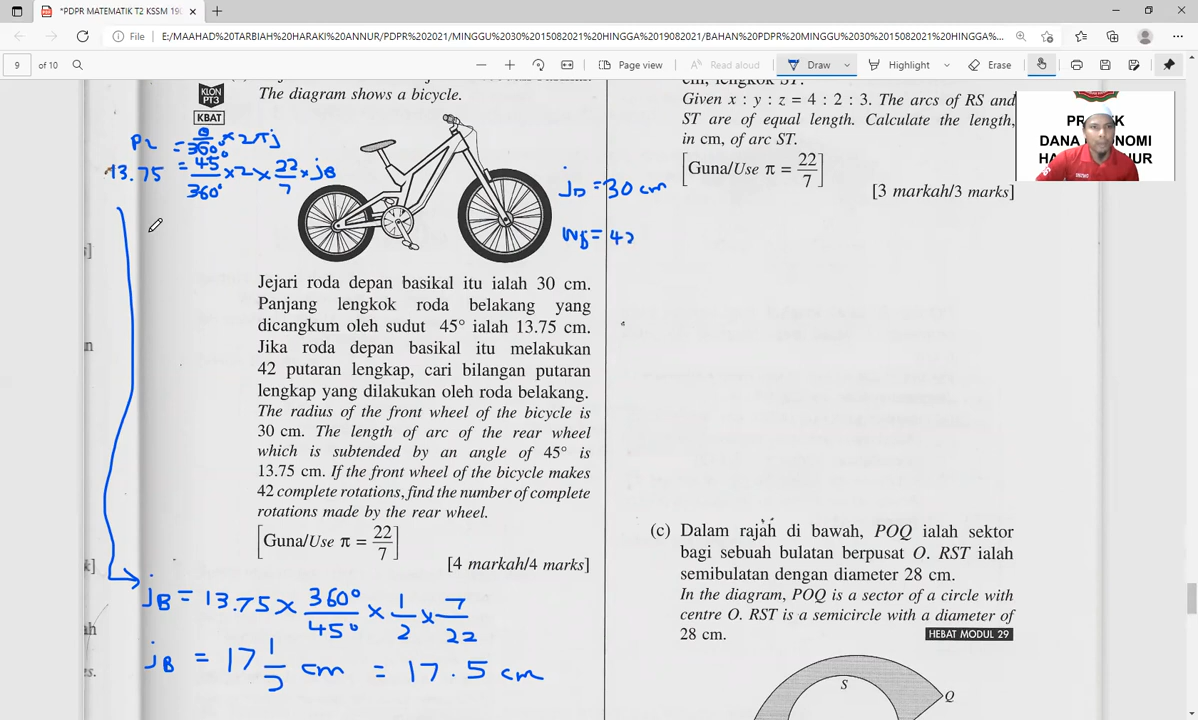 *PDPR MATEMATIK T2 KSSM 19
File
E:/MAAHAD%20TARBIAH%20HARAKI%20ANNUR/PDPR%202021/MINGGU%2030%2015082021%20HINGGA%2019082021/BAHAN%20PDPR%20MINGGU%2030%2015082021%20HINGGA%...
9 of 10
Page view
Read aloud
Draw
Highlight
Erase
KLON
PT3
KBAT
The diagram shows a bicycle.
= θ/360° × 2πj
13.75 = 45/360° × 2 × 22/7 × jB
jD = 30 cm
= 42
Jejari roda depan basikal itu ialah 30 cm.
Panjang lengkok roda belakang yang
dicangkum oleh sudut 45° ialah 13.75 cm.
Jika roda depan basikal itu melakukan
42 putaran lengkap, cari bilangan putaran
lengkap yang dilakukan oleh roda belakang.
The radius of the front wheel of the bicycle is
30 cm. The length of arc of the rear wheel
which is subtended by an angle of 45° is
13.75 cm. If the front wheel of the bicycle makes
42 complete rotations, find the number of complete
rotations made by the rear wheel.
[Guna/Use π = 22/7]
[4 markah/4 marks]
jB = 13.75 × 360°/45° × 1/2 × 7/22
jB = 17 1/2 cm = 17.5 cm
Given x : y : z = 4 : 2 : 3. The arcs of RS and
ST are of equal length. Calculate the length,
in cm, of arc ST.
[Guna/Use π = 22/7]
[3 markah/3 marks]
(c) Dalam rajah di bawah, POQ ialah sektor
bagi sebuah bulatan berpusat O. RST ialah
semibulatan dengan diameter 28 cm.
In the diagram, POQ is a sector of a circle with
centre O. RST is a semicircle with a diameter of
28 cm.
HEBAT MODUL 29
S
Q